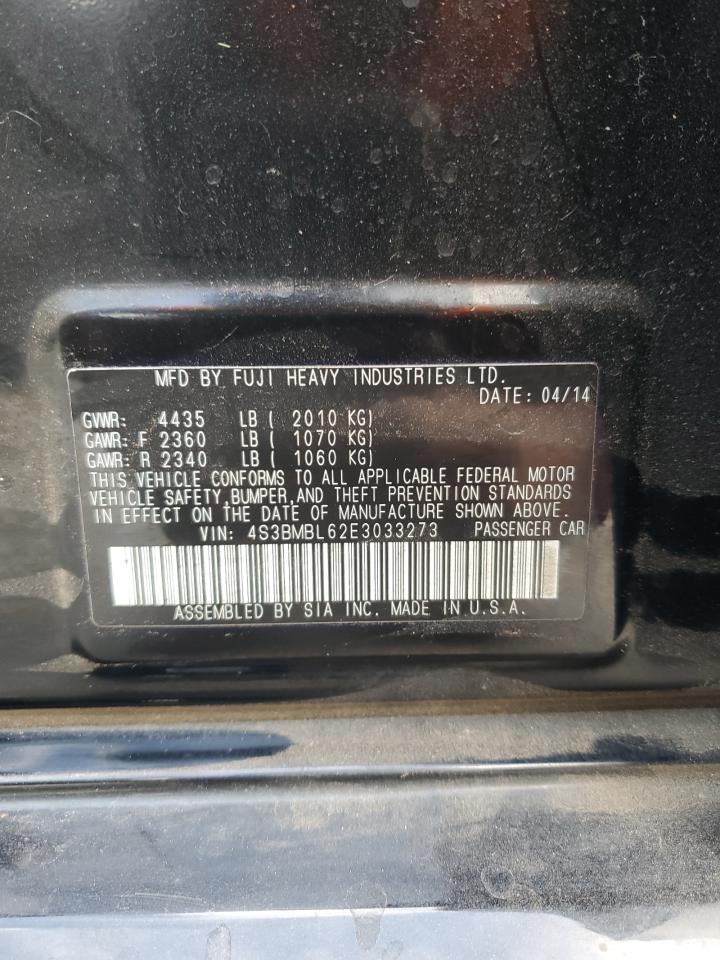 MFD BY FUJI HEAVY INDUSTRIES LTD.
DATE: 04/14
GVWR: 4435 LB ( 2010 KG)
GAWR: F 2360 LB ( 1070 KG)
GAWR: R 2340 LB ( 1060 KG)
THIS VEHICLE CONFORMS TO ALL APPLICABLE FEDERAL MOTOR
VEHICLE SAFETY, BUMPER, AND THEFT PREVENTION STANDARDS
IN EFFECT ON THE DATE OF MANUFACTURE SHOWN ABOVE.
VIN: 4S3BMBL62E3033273 PASSENGER CAR
ASSEMBLED BY SIA INC. MADE IN U.S.A.